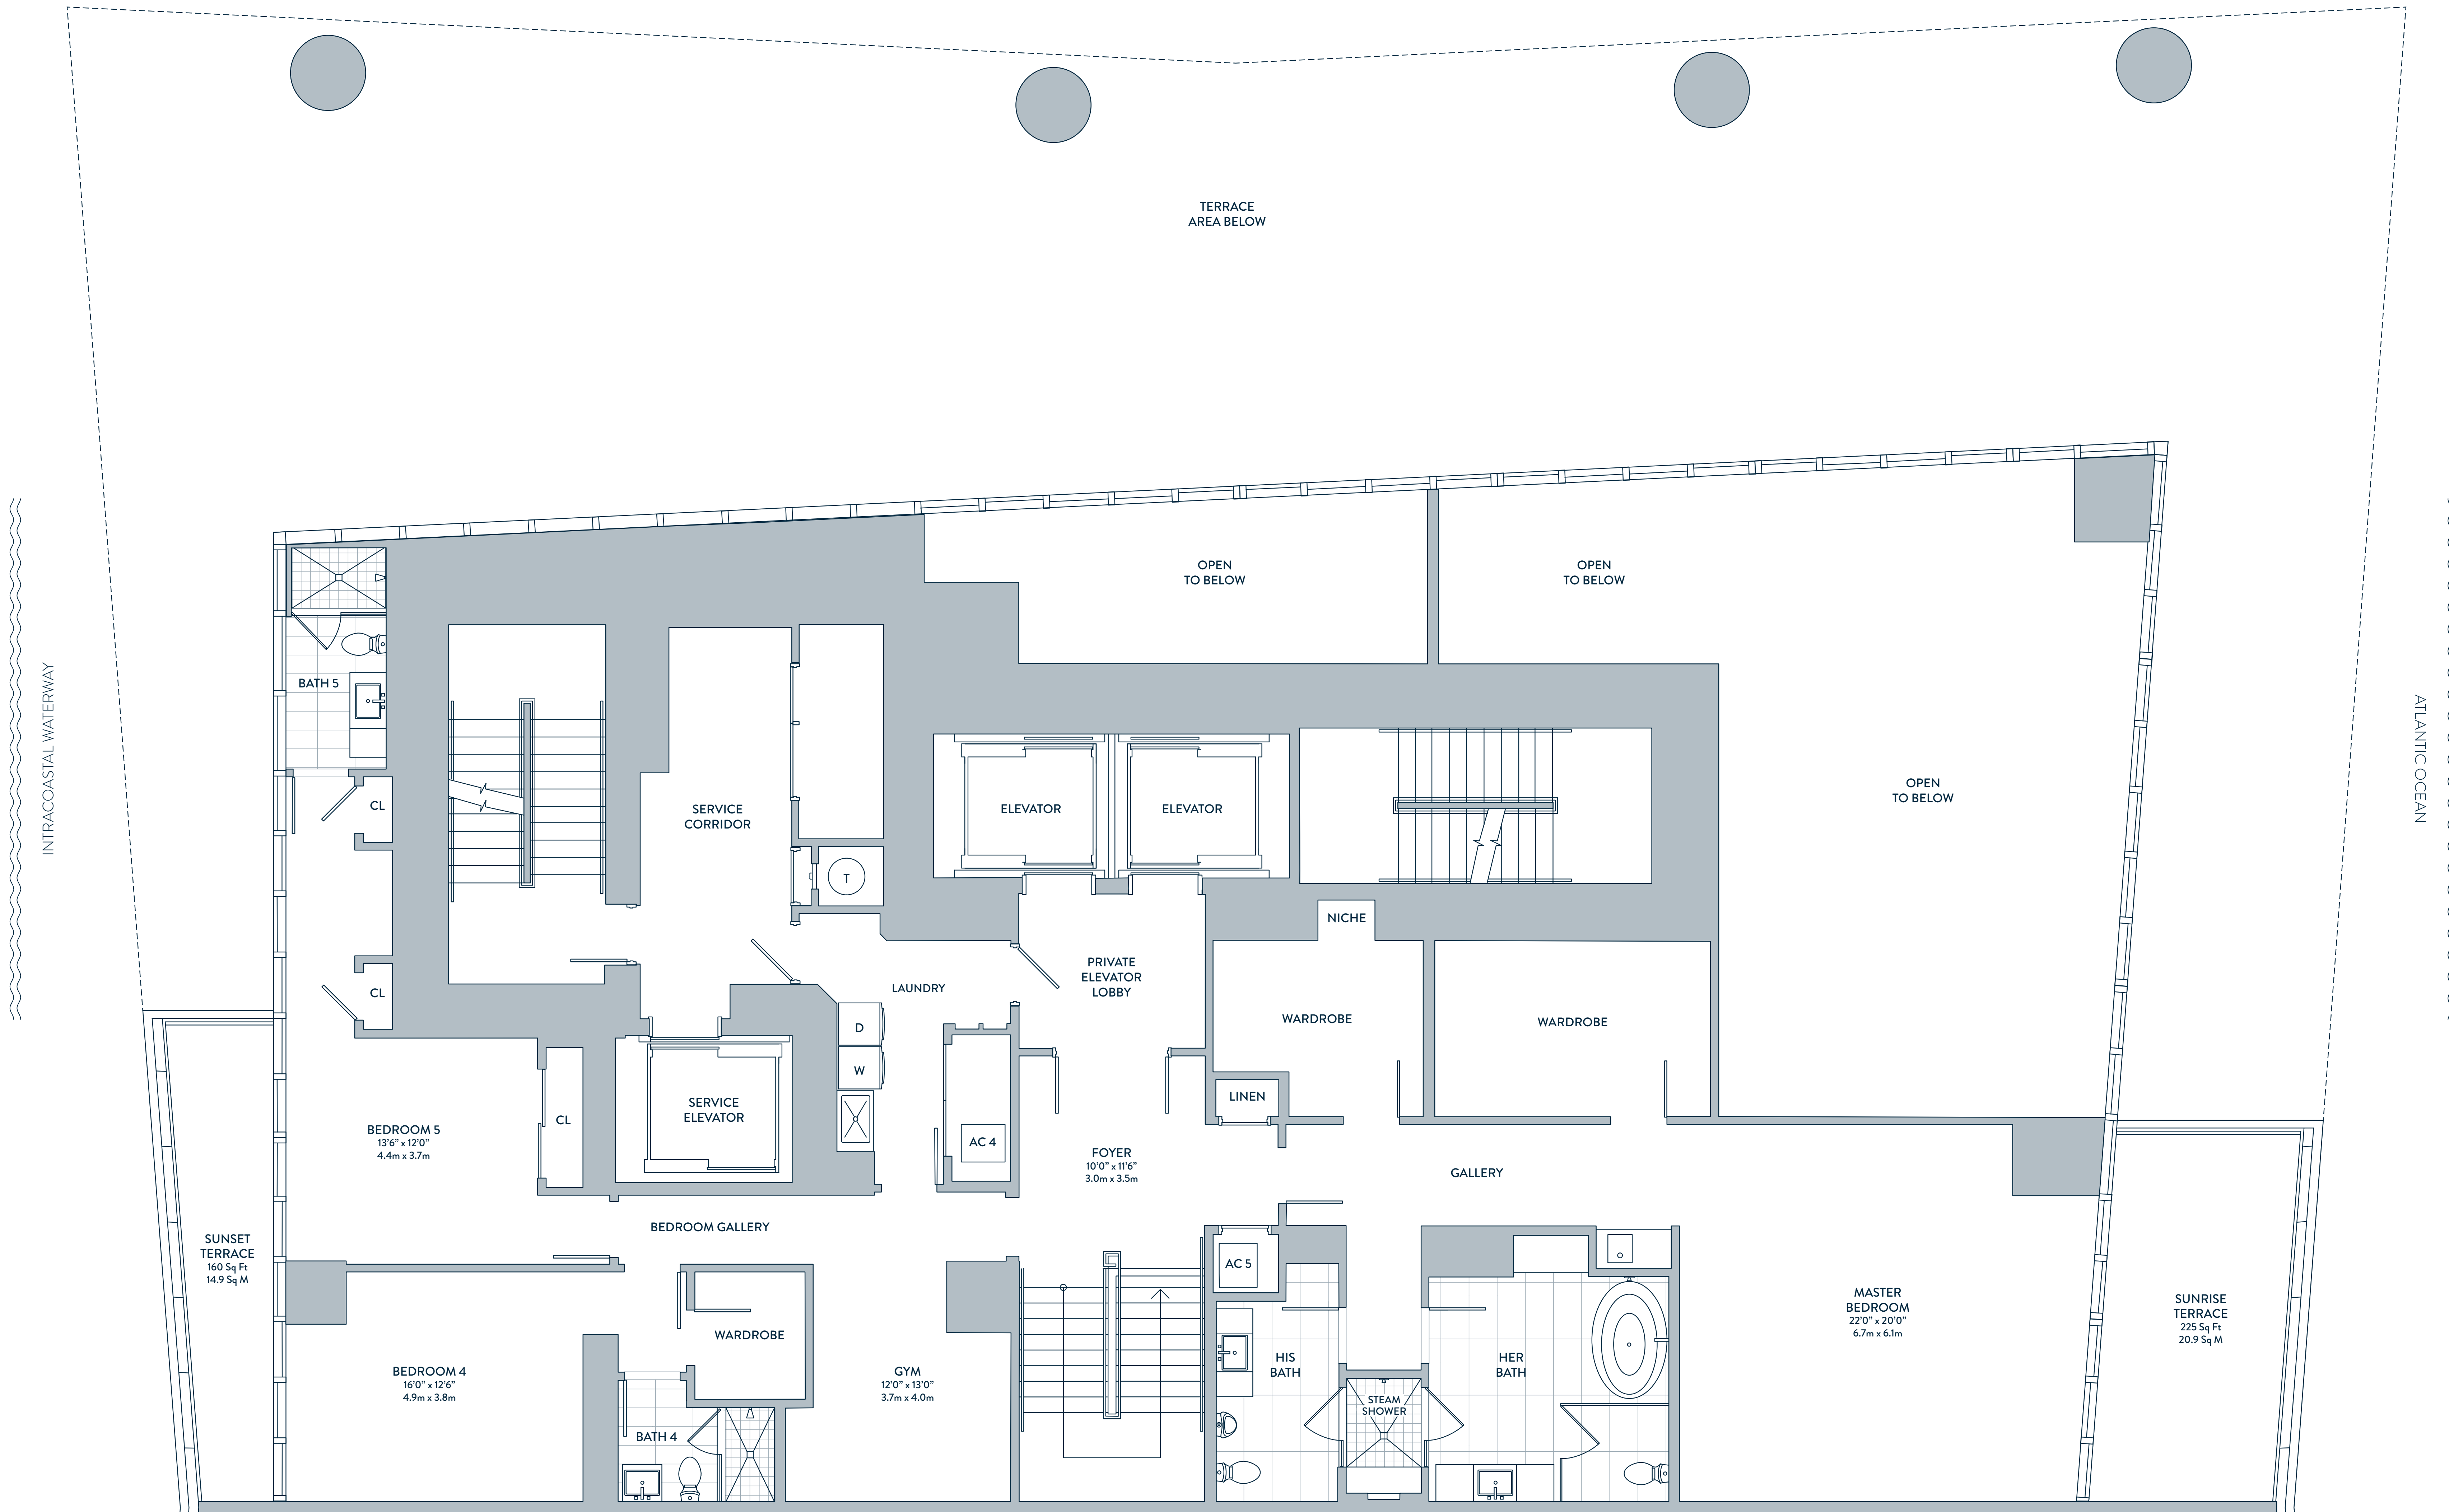 TERRACE
AREA BELOW
OPEN
TO BELOW
OPEN
TO BELOW
BATH 5
INTRACOASTAL WATERWAY
ATLANTIC OCEAN
CL
SERVICE
CORRIDOR
ELEVATOR
ELEVATOR
OPEN
TO BELOW
T
NICHE
PRIVATE
ELEVATOR
LOBBY
CL
LAUNDRY
WARDROBE
WARDROBE
D
W
SERVICE
ELEVATOR
LINEN
CL
BEDROOM 5
13'6" x 12'0"
4.4m x 3.7m
AC 4
FOYER
10'0" x 11'6"
3.0m x 3.5m
GALLERY
BEDROOM GALLERY
SUNSET
TERRACE
160 Sq Ft
14.9 Sq M
AC 5
MASTER
BEDROOM
22'0" x 20'0"
6.7m x 6.1m
SUNRISE
TERRACE
225 Sq Ft
20.9 Sq M
WARDROBE
BEDROOM 4
16'0" x 12'6"
4.9m x 3.8m
GYM
12'0" x 13'0"
3.7m x 4.0m
HIS
BATH
HER
BATH
STEAM
SHOWER
BATH 4